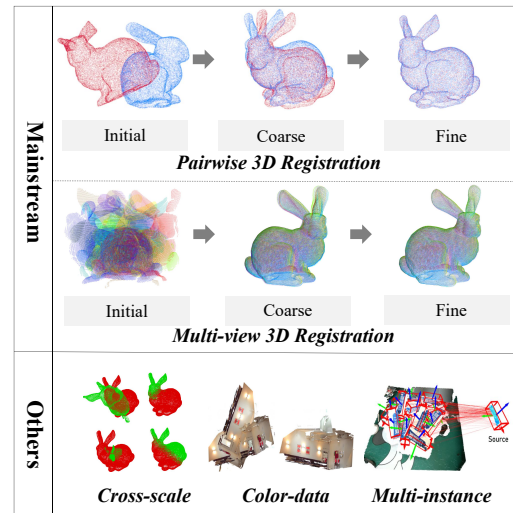 Mainstream
Initial
Coarse
Fine
Pairwise 3D Registration
Initial
Coarse
Fine
Multi-view 3D Registration
Others
Source
Cross-scale
Color-data
Multi-instance